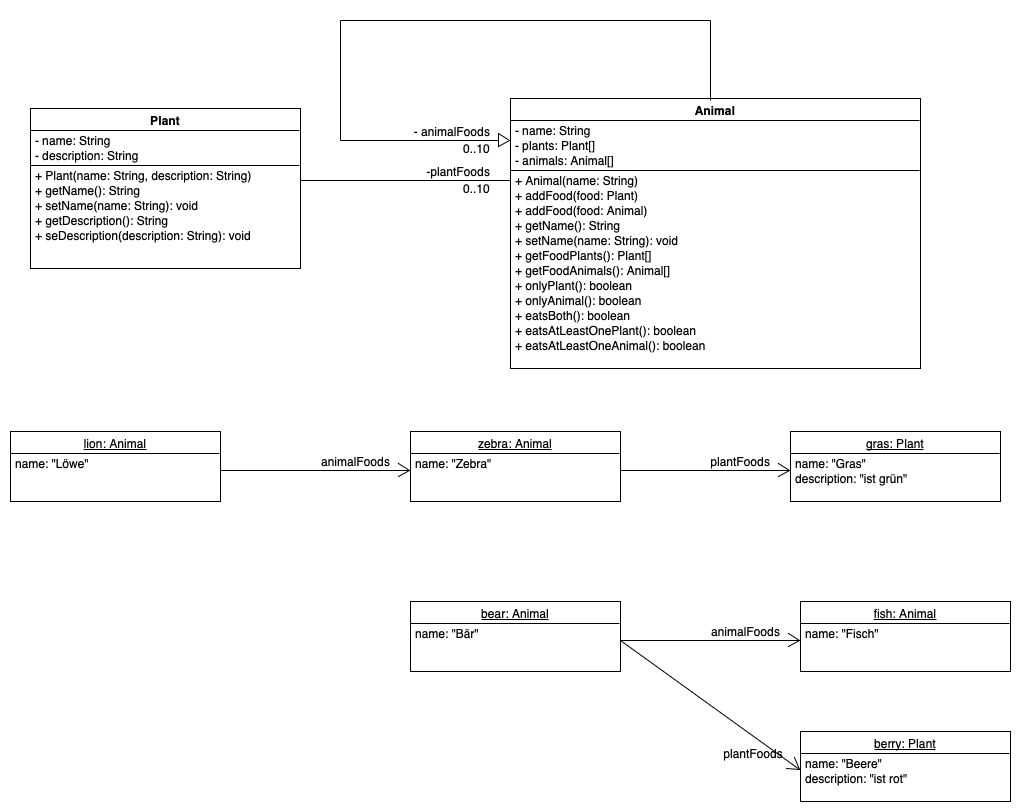 Plant
- name: String
- description: String
+ Plant(name: String, description: String)
+ getName(): String
+ setName(name: String): void
+ getDescription(): String
+ seDescription(description: String): void
- animalFoods
0..10
-plantFoods
0..10
Animal
- name: String
- plants: Plant[]
- animals: Animal[]
+ Animal(name: String)
+ addFood(food: Plant)
+ addFood(food: Animal)
+ getName(): String
+ setName(name: String): void
+ getFoodPlants(): Plant[]
+ getFoodAnimals(): Animal[]
+ onlyPlant(): boolean
+ onlyAnimal(): boolean
+ eatsBoth(): boolean
+ eatsAtLeastOnePlant(): boolean
+ eatsAtLeastOneAnimal(): boolean
lion: Animal
name: "Löwe"
animalFoods
zebra: Animal
name: "Zebra"
plantFoods
gras: Plant
name: "Gras"
description: "ist grün"
bear: Animal
name: "Bär"
animalFoods
fish: Animal
name: "Fisch"
plantFoods
berry: Plant
name: "Beere"
description: "ist rot"